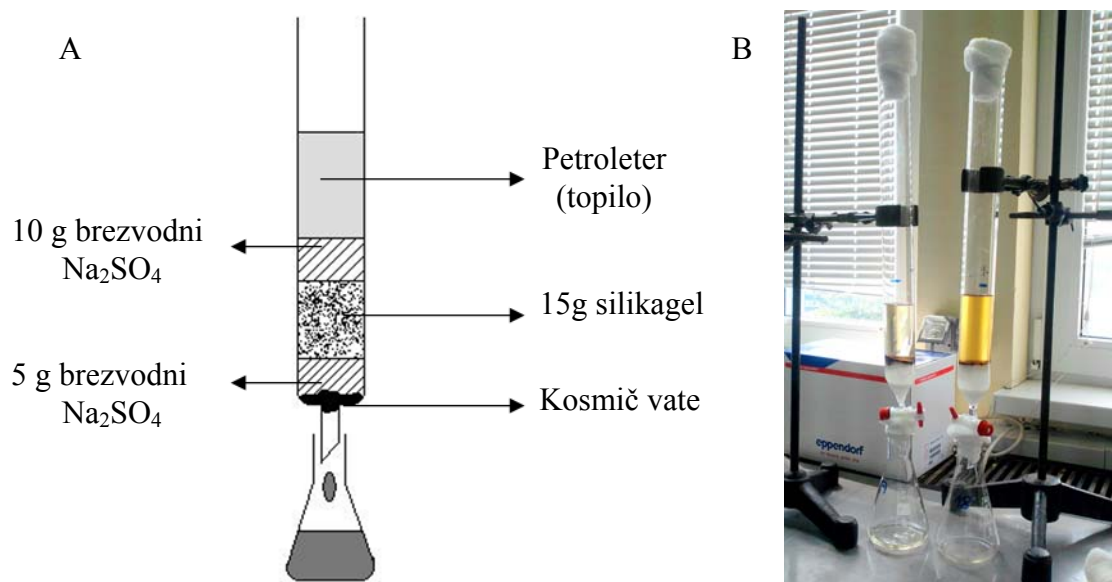 A
B
Petroleter
(topilo)
10 g brezvodni
Na₂SO₄
15g silikagel
5 g brezvodni
Na₂SO₄
Kosmič vate
eppendorf